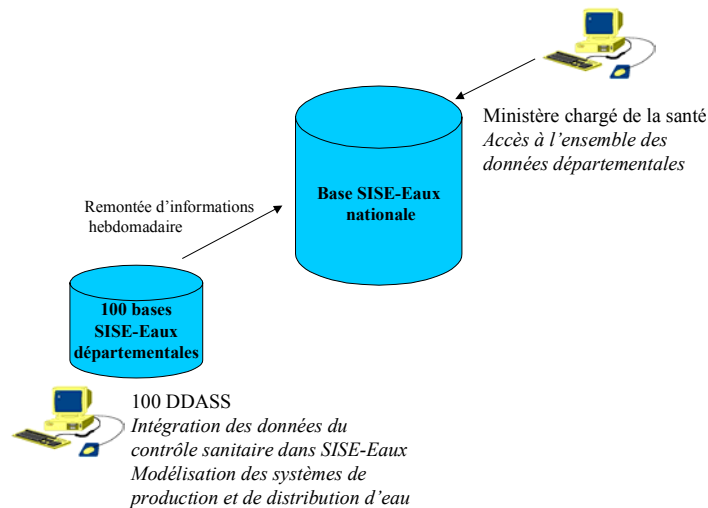 Ministère chargé de la santé
Accès à l'ensemble des
données départementales
Base SISE-Eaux
nationale
Remontée d'informations
hebdomadaire
100 bases
SISE-Eaux
départementales
100 DDASS
Intégration des données du
contrôle sanitaire dans SISE-Eaux
Modélisation des systèmes de
production et de distribution d'eau